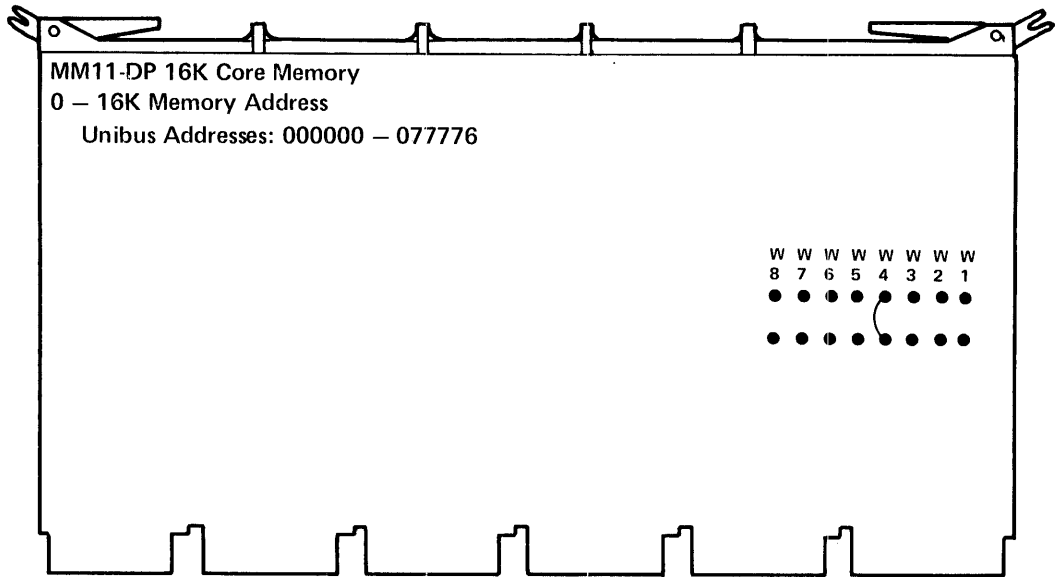 MM11-DP 16K Core Memory
0 — 16K Memory Address
Unibus Addresses: 000000 — 077776
W W W W W W W W
8 7 6 5 4 3 2 1